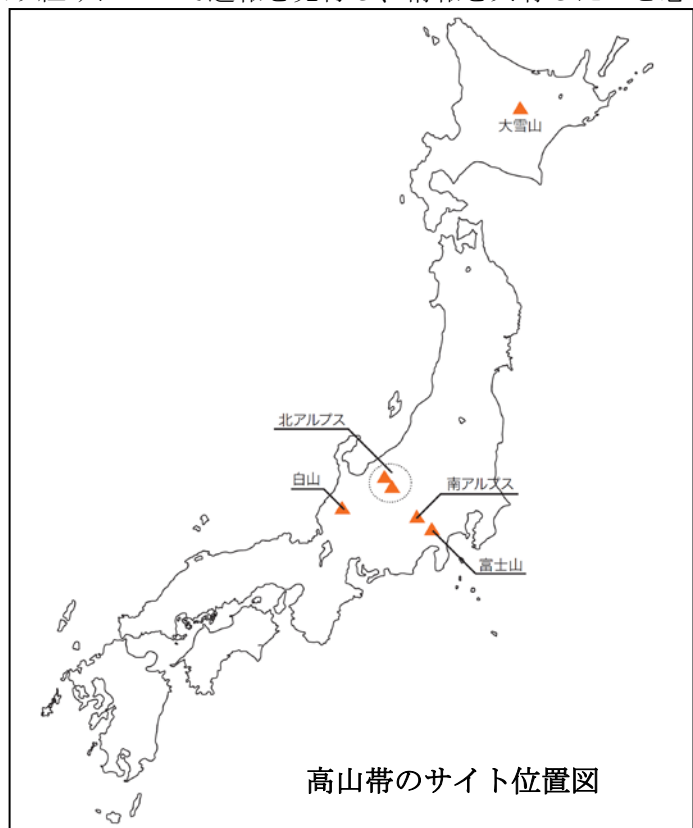 大雪山
北アルプス
白山
南アルプス
富士山
高山帯のサイト位置図